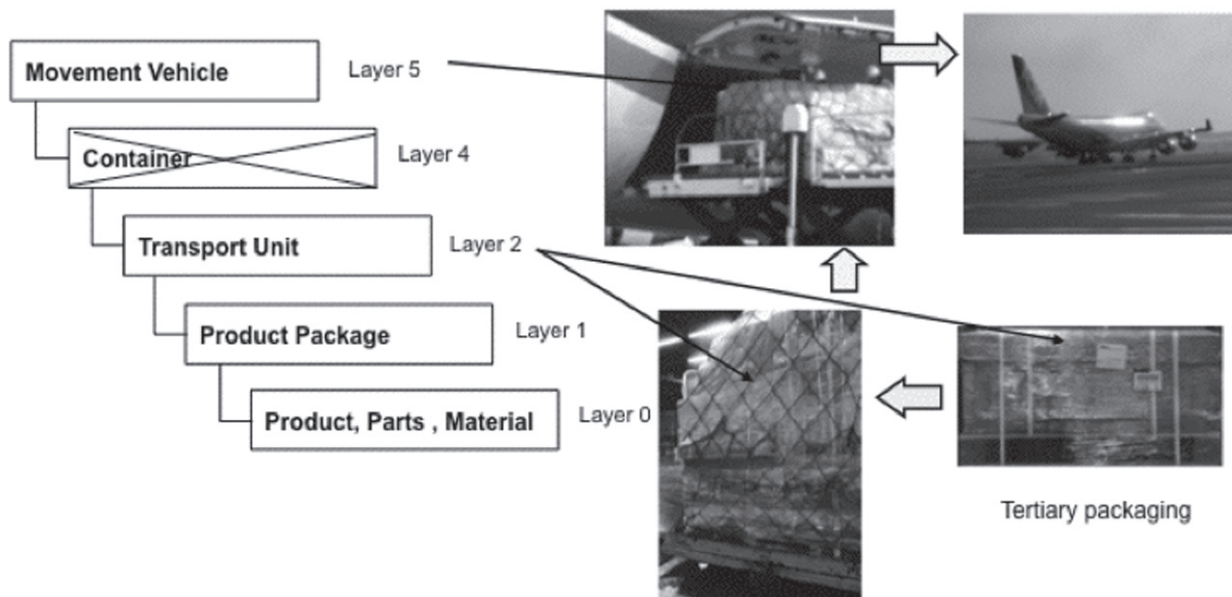 Movement Vehicle
Layer 5
Container
Layer 4
Transport Unit
Layer 2
Product Package
Layer 1
Product, Parts , Material
Layer 0
Tertiary packaging